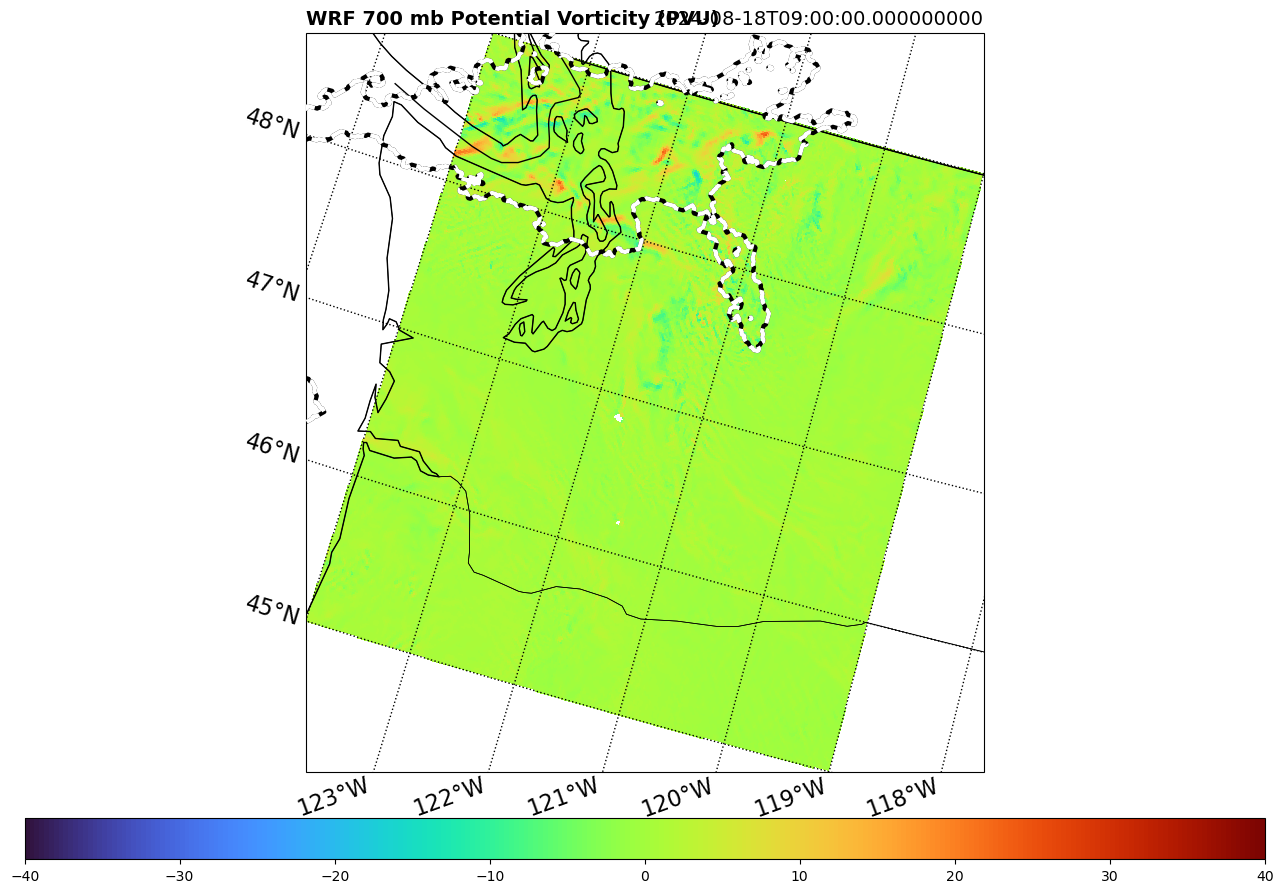 WRF 700 mb Potential Vorticity (PVU) 2024-08-18T09:00:00.000000000
48°N
47°N
46°N
45°N
123°W 122°W 121°W 120°W 119°W 118°W
−40 −30 −20 −10 0 10 20 30 40